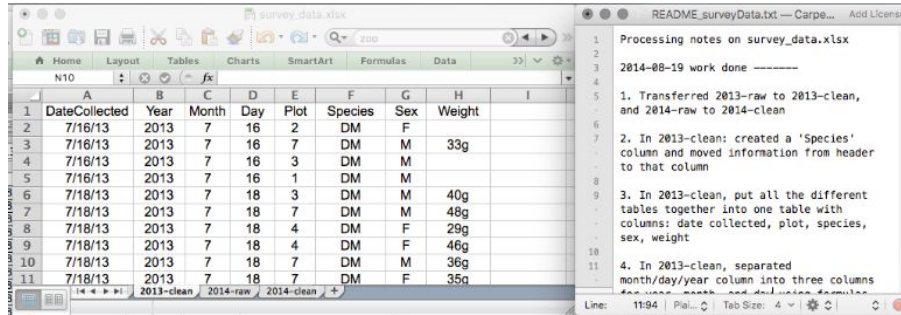 survey_data.xlsx
Home Layout Tables Charts SmartArt Formulas Data
N10 fx
A B C D E F G H I
1 DateCollected Year Month Day Plot Species Sex Weight
2 7/16/13 2013 7 16 2 DM F
3 7/16/13 2013 7 16 7 DM M 33g
4 7/16/13 2013 7 16 3 DM M
5 7/16/13 2013 7 16 1 DM M
6 7/18/13 2013 7 18 3 DM M 40g
7 7/18/13 2013 7 18 7 DM M 48g
8 7/18/13 2013 7 18 4 DM F 29g
9 7/18/13 2013 7 18 4 DM F 46g
10 7/18/13 2013 7 18 7 DM M 36g
11 7/18/13 2013 7 18 7 DM F 35g
2013-clean 2014-raw 2014-clean +
README_surveyData.txt — Carpe... Add Licens
1 Processing notes on survey_data.xlsx
2
3 2014-08-19 work done -------
4
5 1. Transferred 2013-raw to 2013-clean,
and 2014-raw to 2014-clean
6
7 2. In 2013-clean: created a 'Species'
column and moved information from header
to that column
8
9 3. In 2013-clean, put all the different
tables together into one table with
columns: date collected, plot, species,
sex, weight
10
11 4. In 2013-clean, separated
month/day/year column into three columns
for year, month, and day using formulas
Line: 11:94 Plai... Tab Size: 4